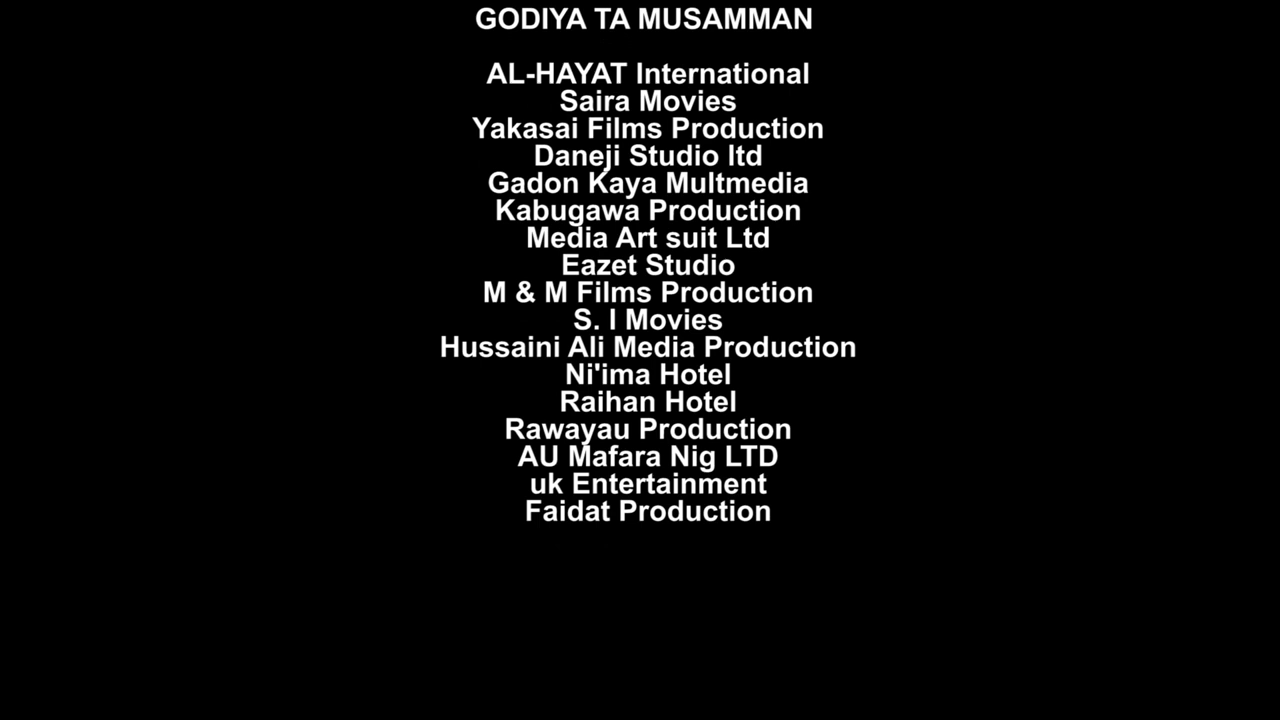 GODIYA TA MUSAMMAN
AL-HAYAT International
Saira Movies
Yakasai Films Production
Daneji Studio ltd
Gadon Kaya Multmedia
Kabugawa Production
Media Art suit Ltd
Eazet Studio
M & M Films Production
S. I Movies
Hussaini Ali Media Production
Ni'ima Hotel
Raihan Hotel
Rawayau Production
AU Mafara Nig LTD
uk Entertainment
Faidat Production